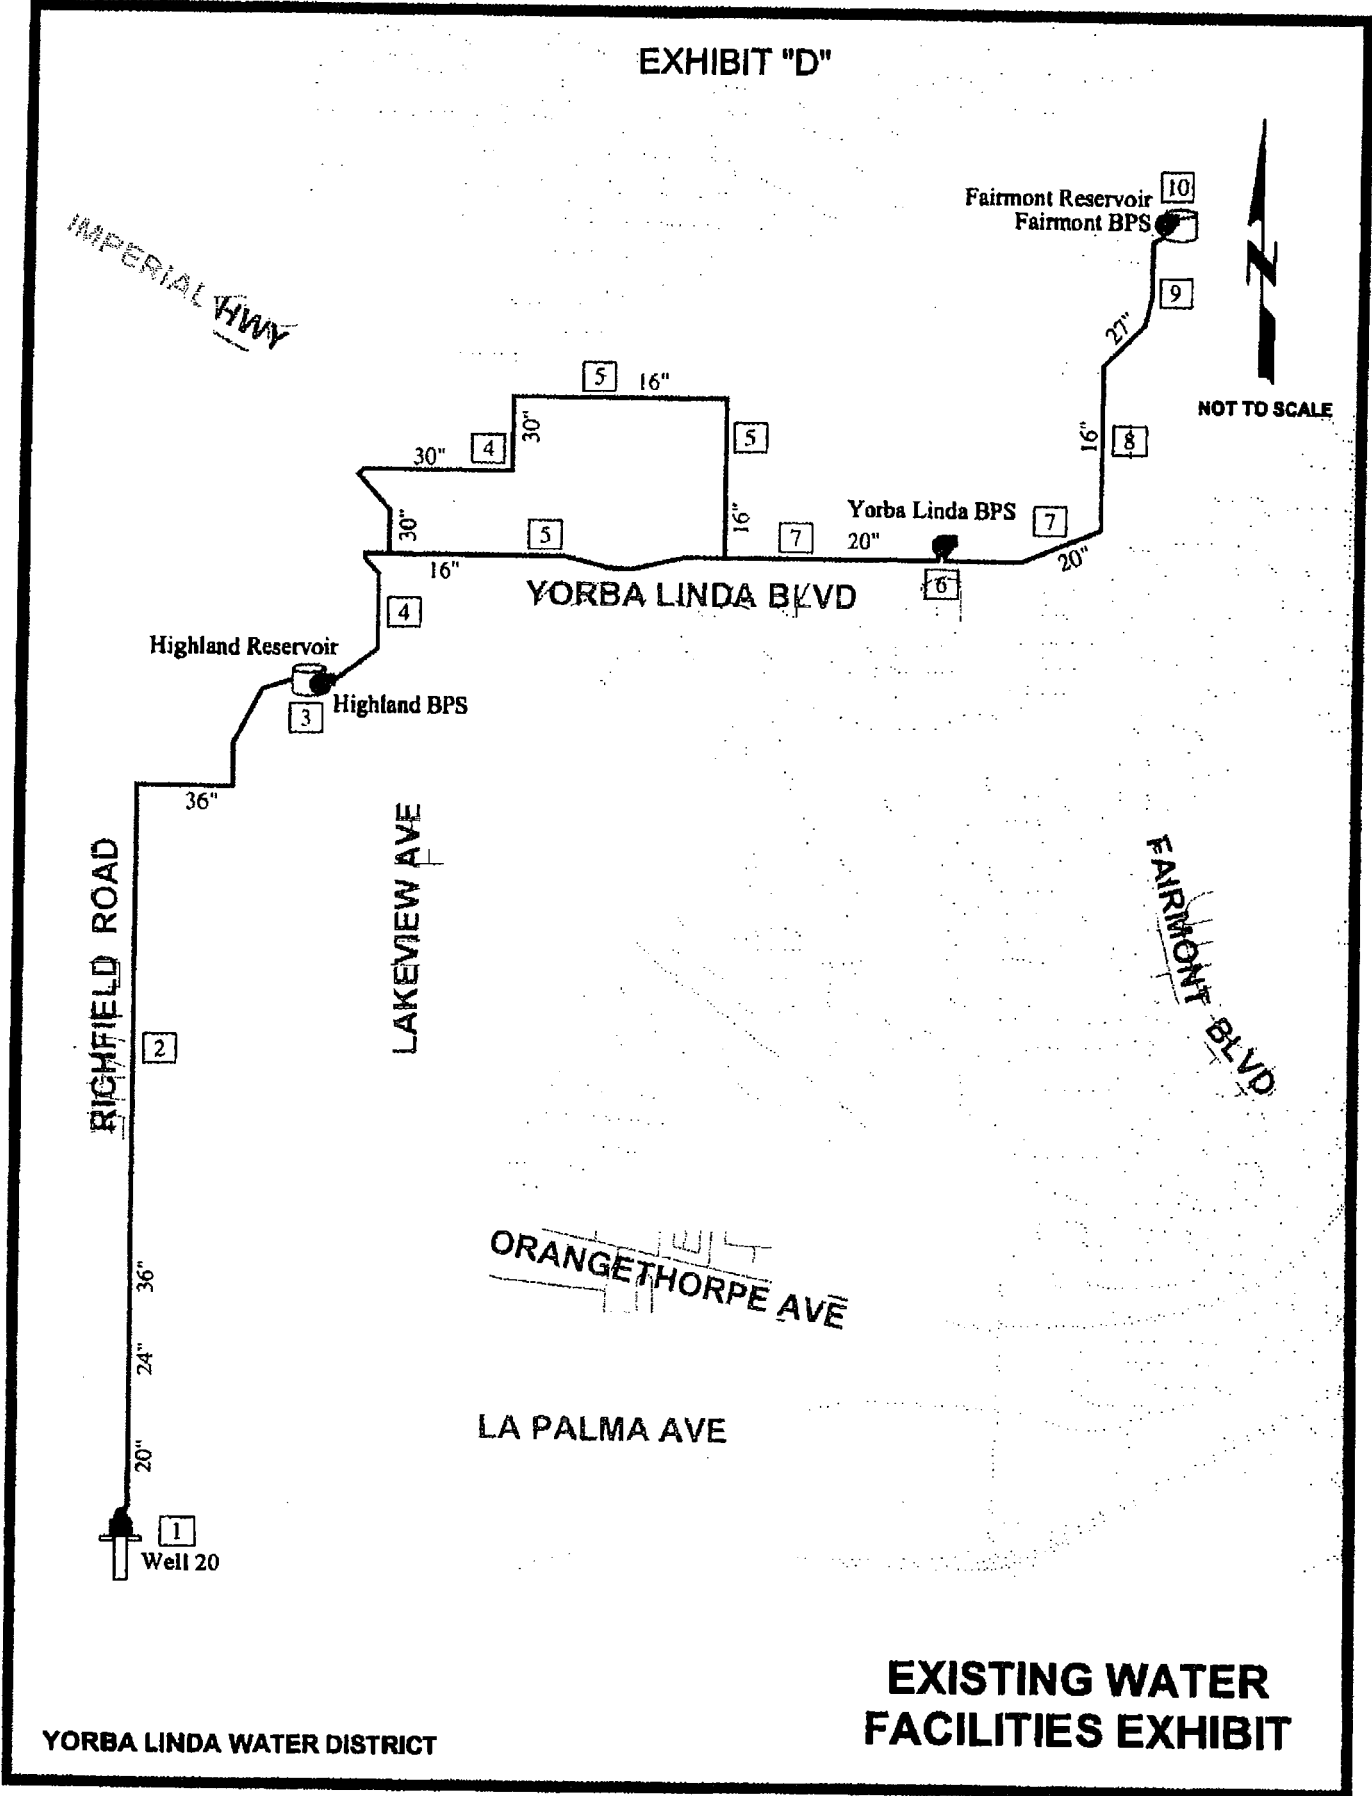 EXHIBIT "D"
Fairmont Reservoir
10
Fairmont BPS
IMPERIAL HWY
9
27"
NOT TO SCALE
N
5
16"
30"
5
4
30"
16"
8
30"
5
16"
Yorba Linda BPS
7
20"
7
20"
16"
6
YORBA LINDA BLVD
4
Highland Reservoir
Highland BPS
3
36"
RICHFIELD ROAD
LAKEVIEW AVE
FAIRMONT BLVD
2
36"
ORANGETHORPE AVE
24"
LA PALMA AVE
20"
1
Well 20
EXISTING WATER
FACILITIES EXHIBIT
YORBA LINDA WATER DISTRICT